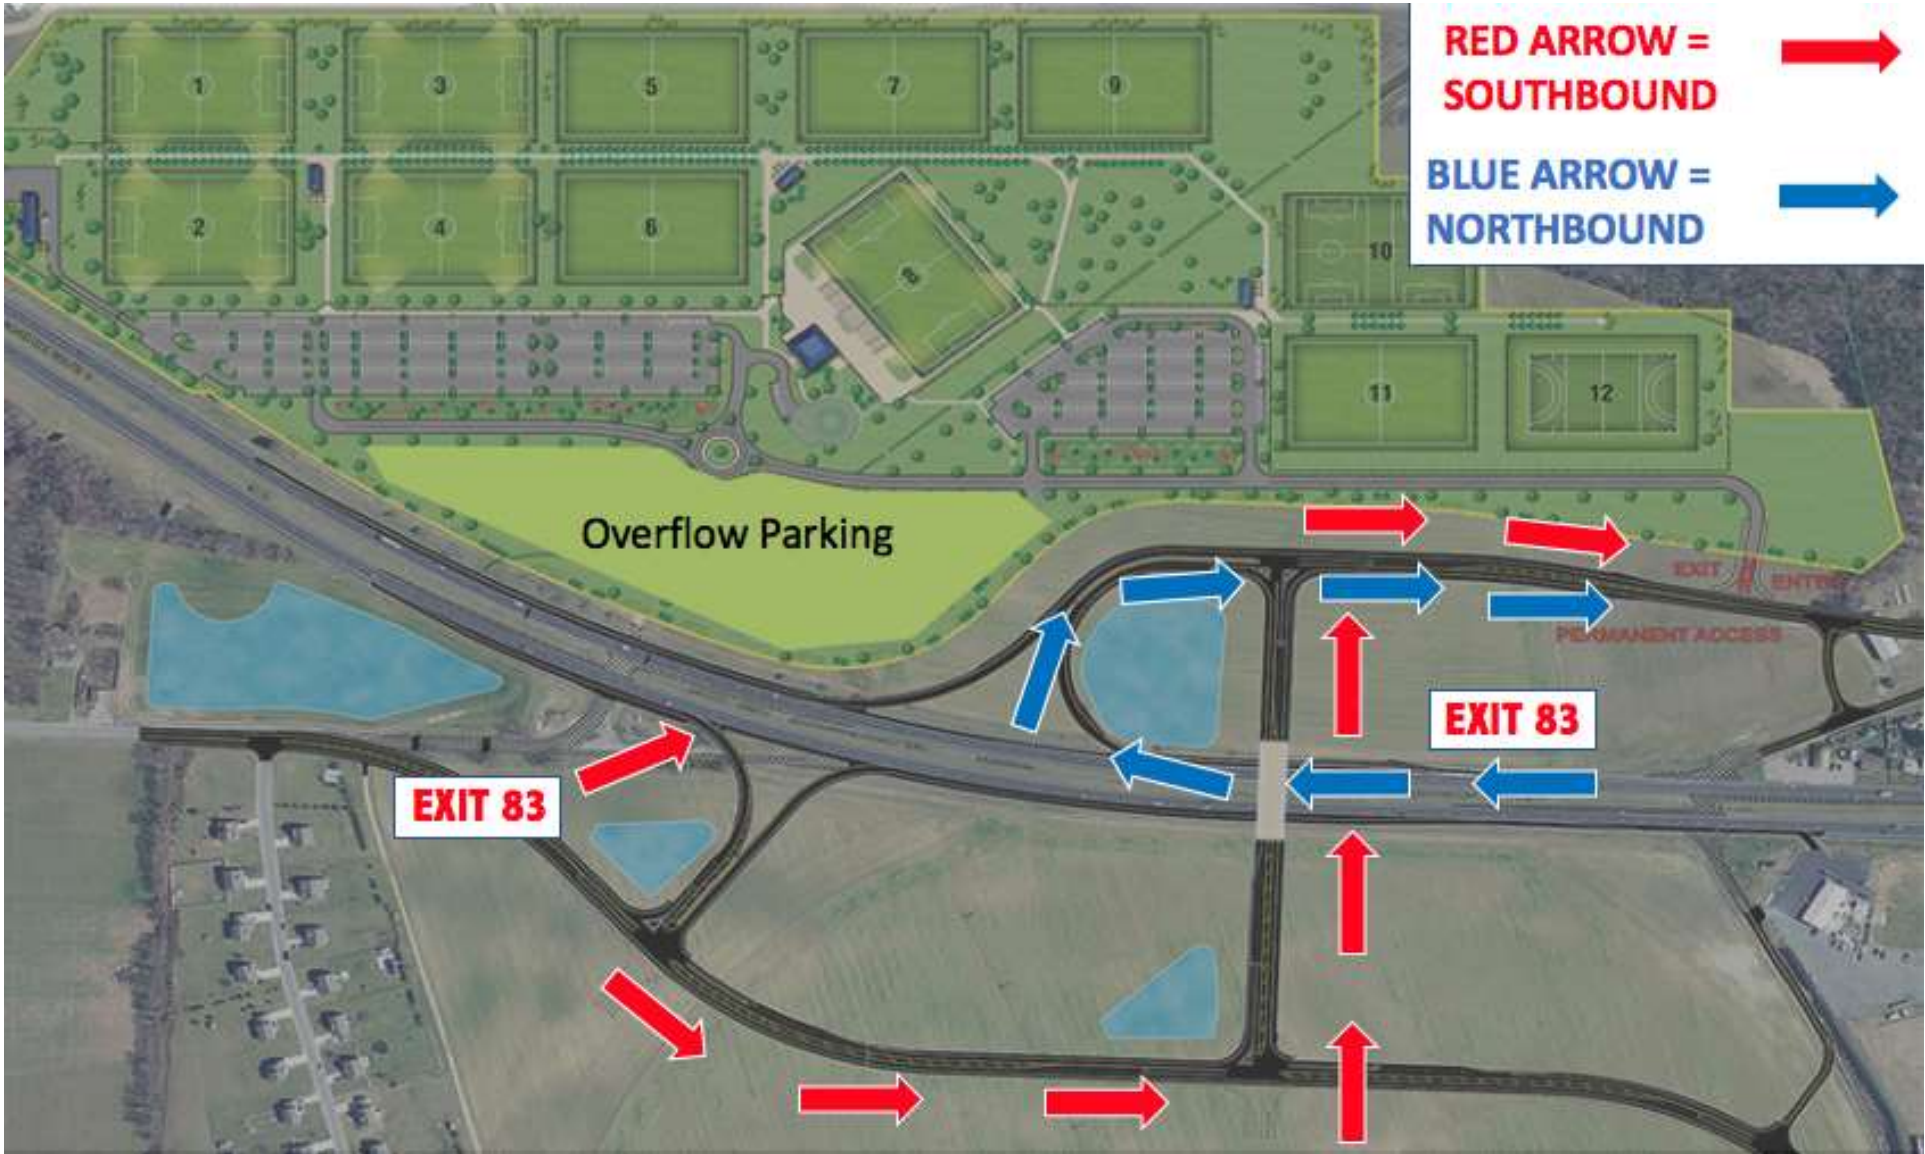 RED ARROW =
SOUTHBOUND
BLUE ARROW =
NORTHBOUND
1
3
5
7
9
2
4
6
8
10
11
12
Overflow Parking
EXIT
PERMANENT ACCESS
EXIT 83
EXIT 83